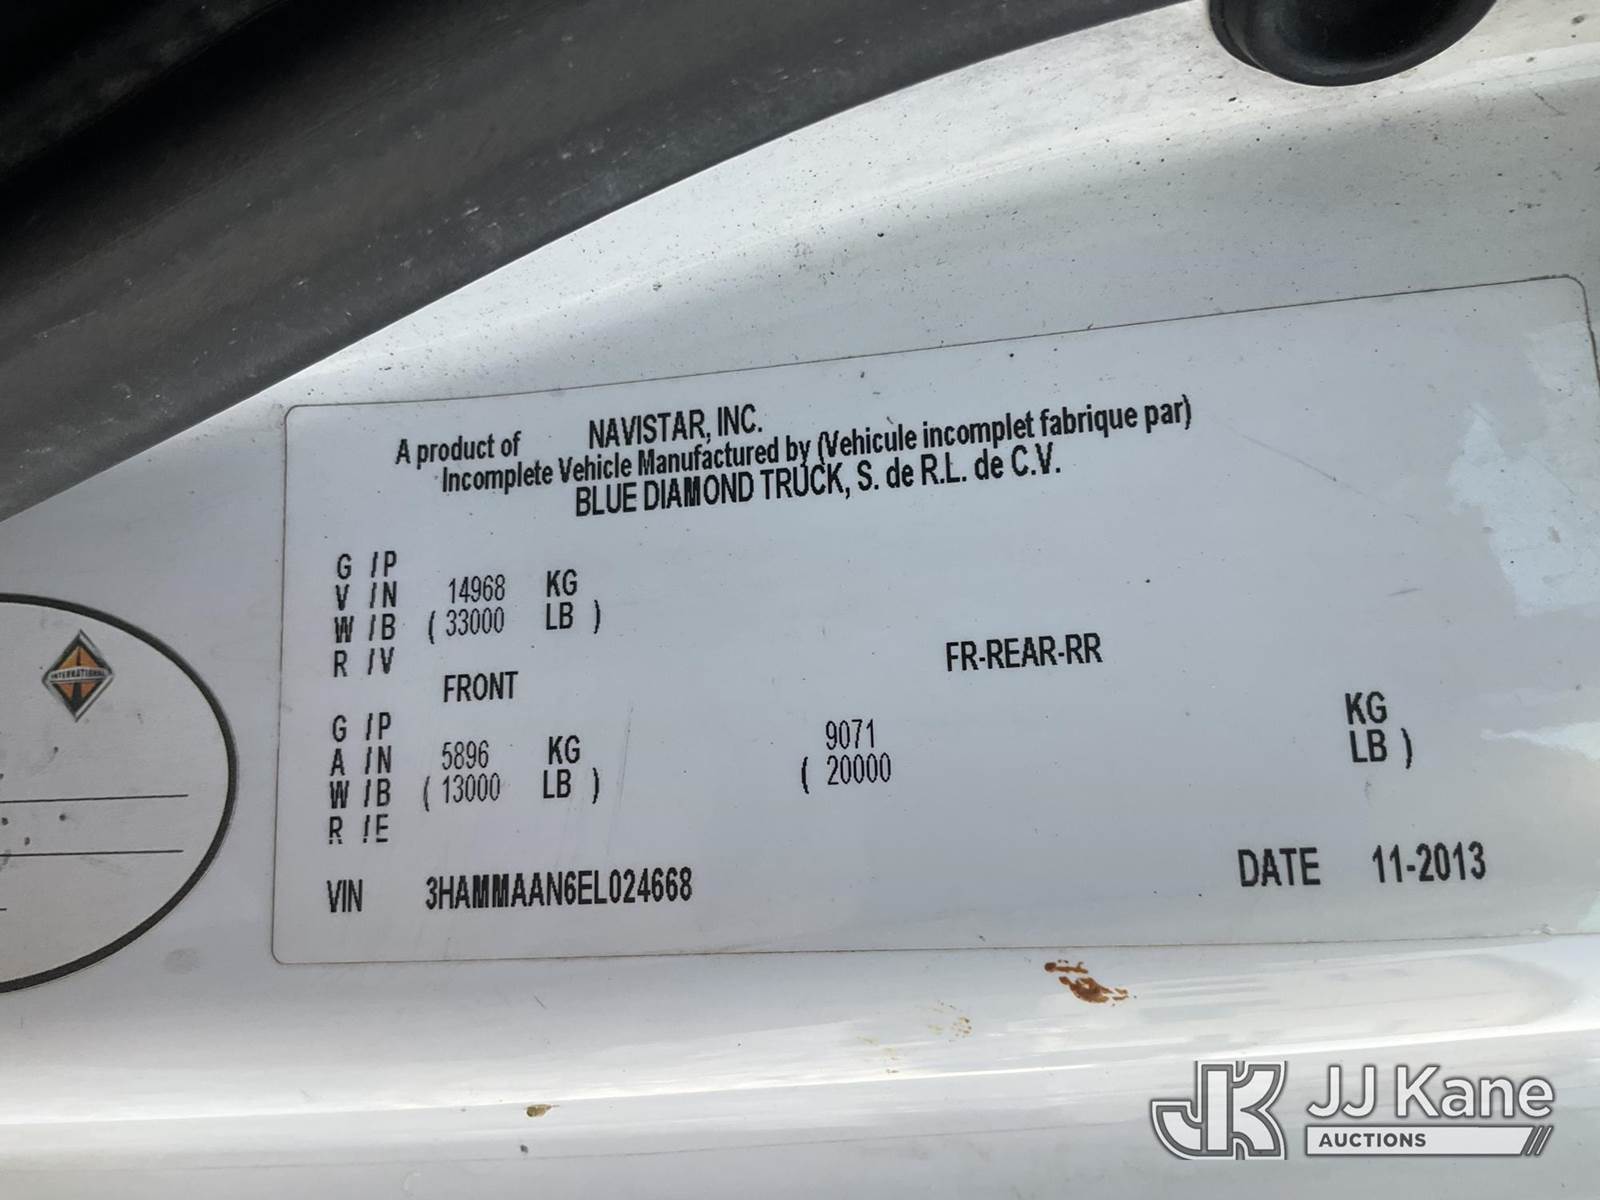 NAVISTAR, INC.
A product of
Incomplete Vehicle Manufactured by (Vehicule incomplet fabrique par)
BLUE DIAMOND TRUCK, S. de R.L. de C.V.
G /P
V /N 14968 KG
W /B ( 33000 LB )
R /V
FRONT FR-REAR-RR
G /P
A /N 5896 KG 9071 KG
W /B ( 13000 LB ) ( 20000 LB )
R /E
VIN 3HAMMAAN6EL024668 DATE 11-2013
INTERNATIONAL
JK JJ Kane
AUCTIONS